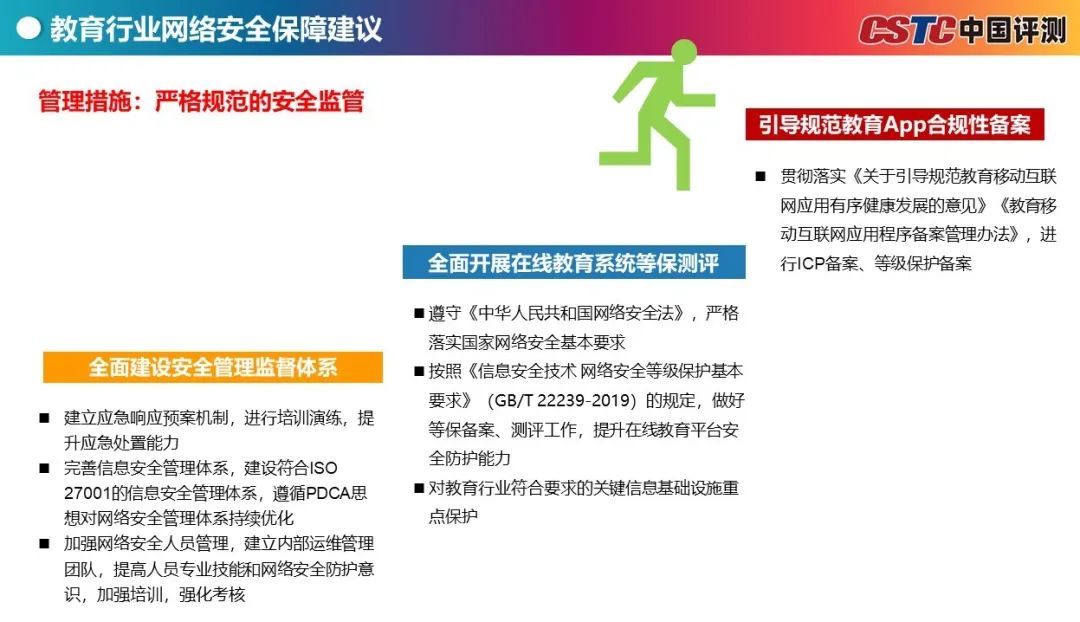 教育行业网络安全保障建议
CSTC中国评测
管理措施：严格规范的安全监管
引导规范教育App合规性备案
■ 贯彻落实《关于引导规范教育移动互联
网应用有序健康发展的意见》《教育移
动互联网应用程序备案管理办法》，进
行ICP备案、等级保护备案
全面开展在线教育系统等保测评
■ 遵守《中华人民共和国网络安全法》，严格
落实国家网络安全基本要求
■ 按照《信息安全技术 网络安全等级保护基本
要求》（GB/T 22239-2019）的规定，做好
等保备案、测评工作，提升在线教育平台安
全防护能力
■ 对教育行业符合要求的关键信息基础设施重
点保护
全面建设安全管理监督体系
■ 建立应急响应预案机制，进行培训演练，提
升应急处置能力
■ 完善信息安全管理体系，建设符合ISO
27001的信息安全管理体系，遵循PDCA思
想对网络安全管理体系持续优化
■ 加强网络安全人员管理，建立内部运维管理
团队，提高人员专业技能和网络安全防护意
识，加强培训，强化考核